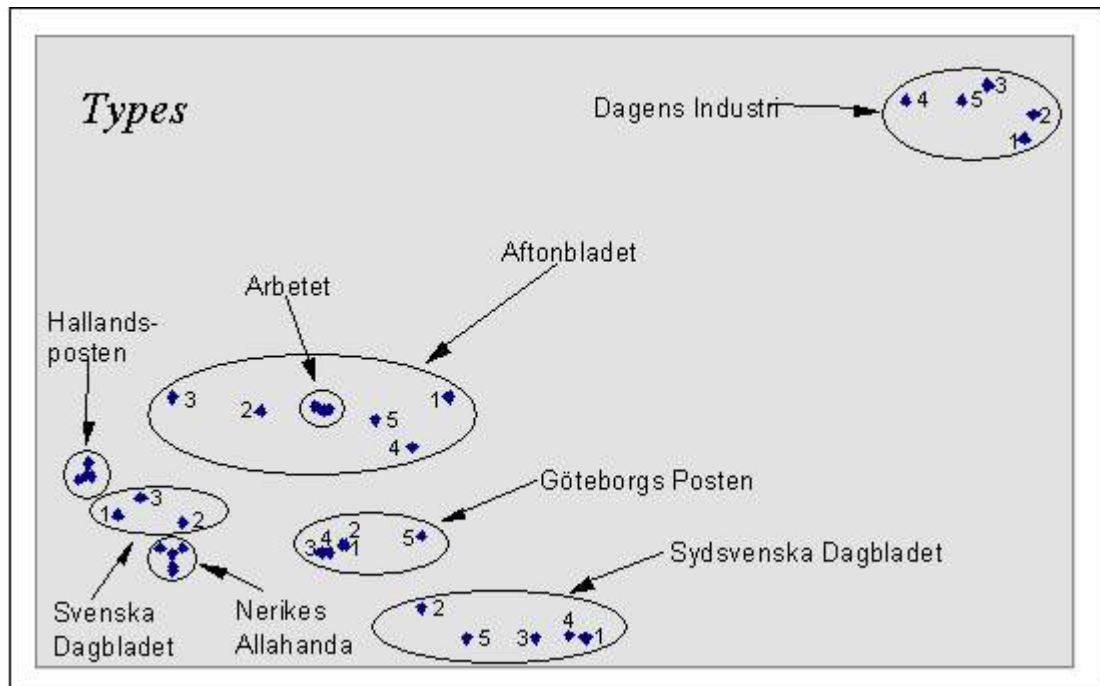 Types
Dagens Industri
4 5 3
2
1
Aftonbladet
Arbetet
Hallands-
posten
3 2 5 1
4
Göteborgs Posten
3
1 2
3 4 2 1 5
Sydsvenska Dagbladet
Svenska
Dagbladet
Nerikes
Allahanda
2
5 3 4 1